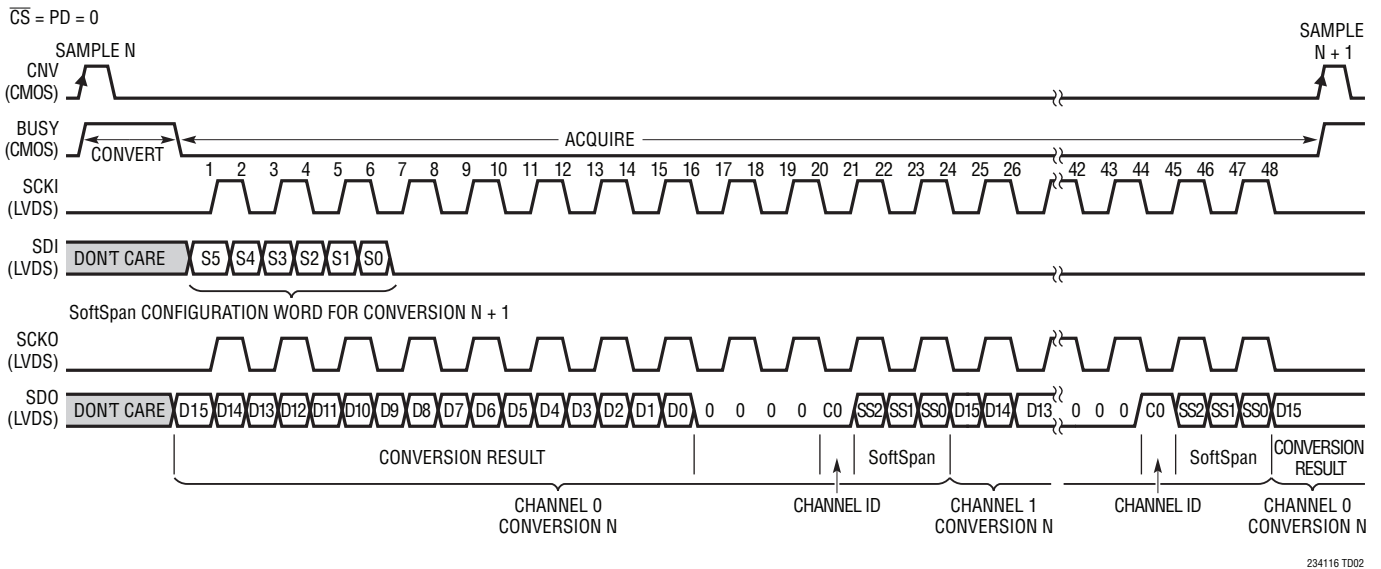 CS = PD = 0
SAMPLE N
SAMPLE
N + 1
CNV
(CMOS)
BUSY
(CMOS)
CONVERT
ACQUIRE
1 2 3 4 5 6 7 8 9 10 11 12 13 14 15 16 17 18 19 20 21 22 23 24 25 26 42 43 44 45 46 47 48
SCKI
(LVDS)
SDI
(LVDS)
DON'T CARE S5 S4 S3 S2 S1 S0
SoftSpan CONFIGURATION WORD FOR CONVERSION N + 1
SCKO
(LVDS)
SDO
(LVDS)
DON'T CARE D15 D14 D13 D12 D11 D10 D9 D8 D7 D6 D5 D4 D3 D2 D1 D0 0 0 0 0 C0 SS2 SS1 SS0 D15 D14 D13 0 0 0 C0 SS2 SS1 SS0 D15
CONVERSION RESULT
SoftSpan
SoftSpan
CONVERSION
RESULT
CHANNEL 0
CONVERSION N
CHANNEL ID
CHANNEL 1
CONVERSION N
CHANNEL ID
CHANNEL 0
CONVERSION N
234116 TD02